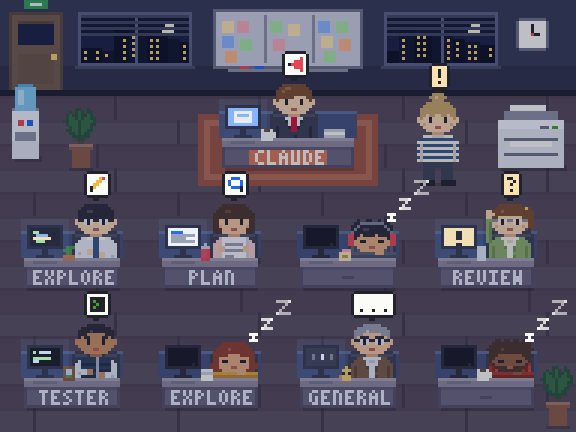 !
CLAUDE
Z
Z
Z
?
!
EXPLORE
PLAN
REVIEW
Z
Z
Z
....
Z
Z
Z
TESTER
EXPLORE
GENERAL